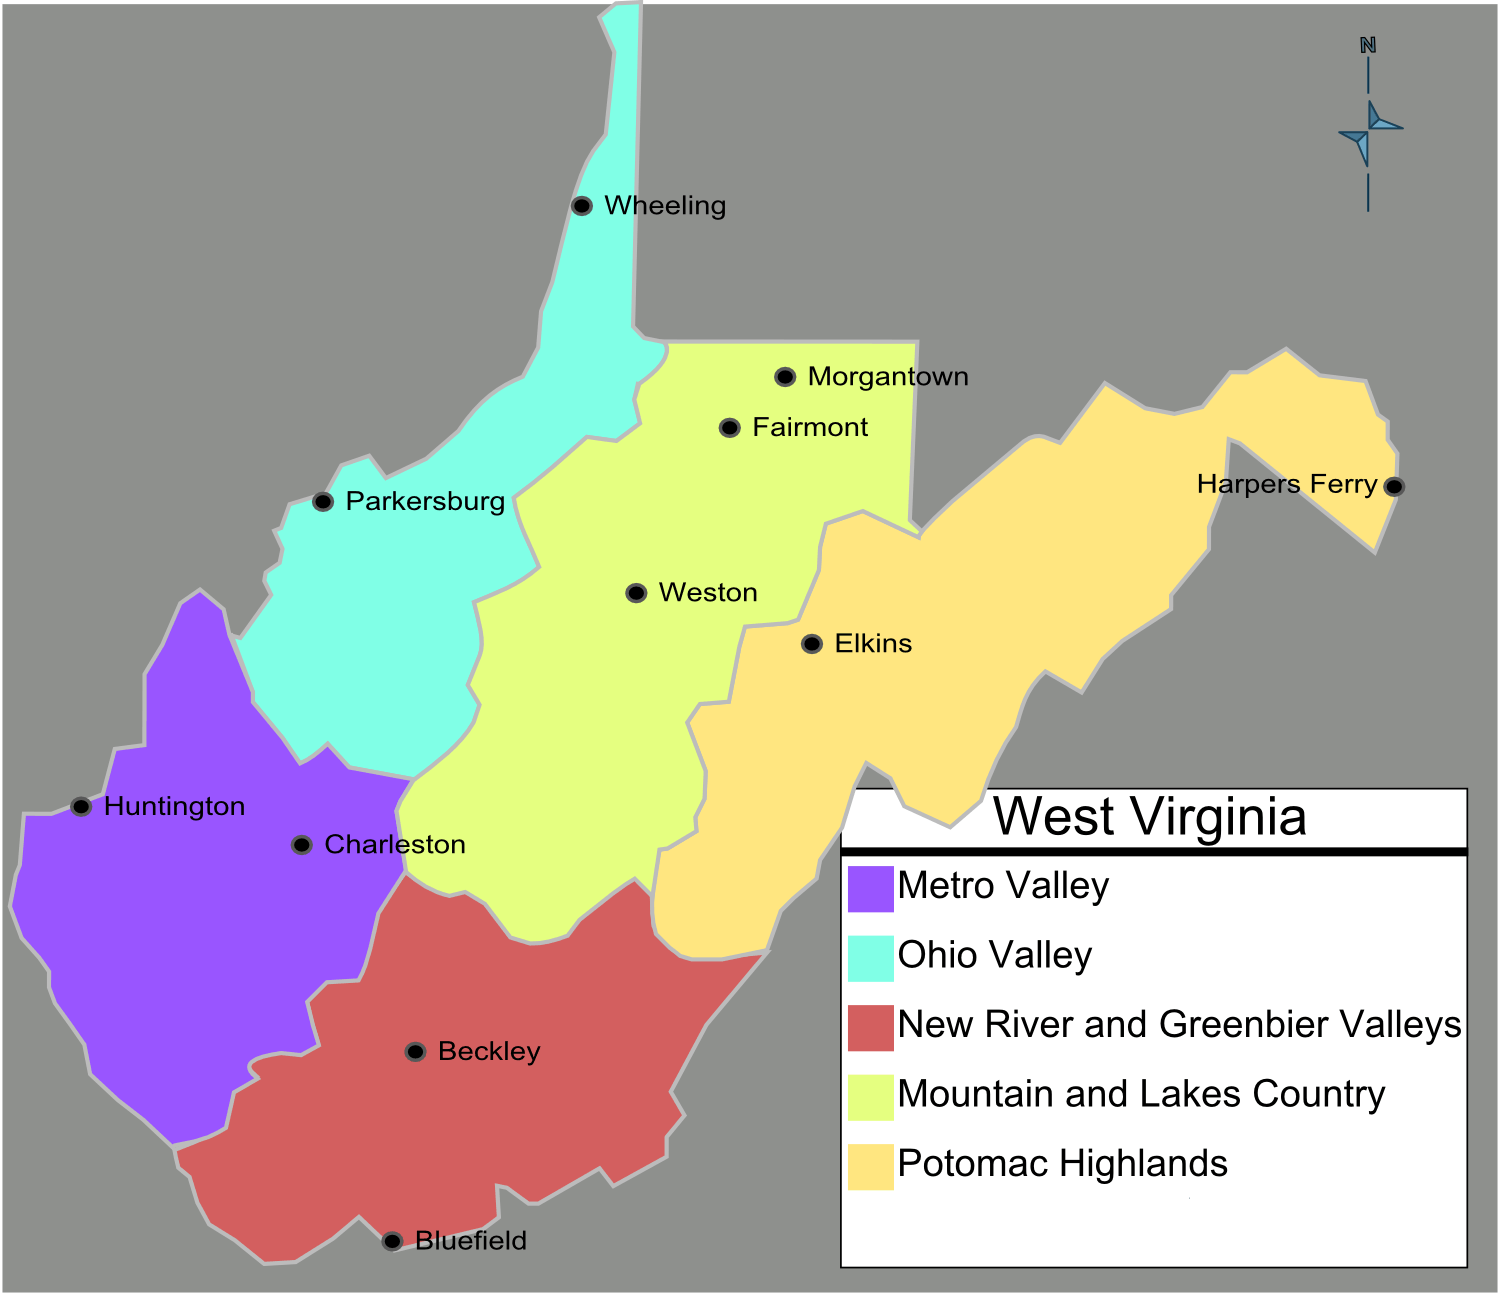 N
Wheeling
Morgantown
Fairmont
Harpers Ferry
Parkersburg
Weston
Elkins
Huntington
Charleston
Beckley
Bluefield
West Virginia
Metro Valley
Ohio Valley
New River and Greenbier Valleys
Mountain and Lakes Country
Potomac Highlands